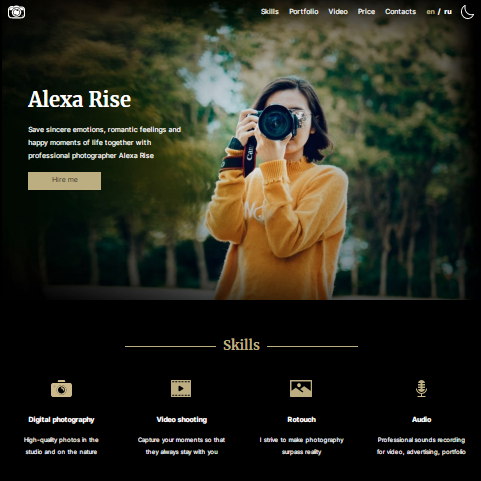 Skills Portfolio Video Price Contacts en / ru
Alexa Rise
Save sincere emotions, romantic feelings and
happy moments of life together with
professional photographer Alexa Rise
Hire me
Canon
Skills
Digital photography
High-quality photos in the
studio and on the nature
Video shooting
Capture your moments so that
they always stay with you
Rotouch
I strive to make photography
surpass reality
Audio
Professional sounds recording
for video, advertising, portfolio